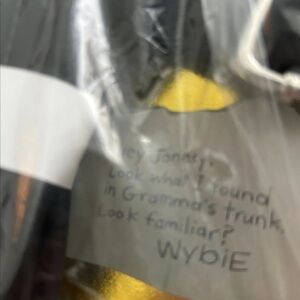 Hey Jonesy!
Look what I found
in Gramma's trunk.
Look familiar?
WYBIE